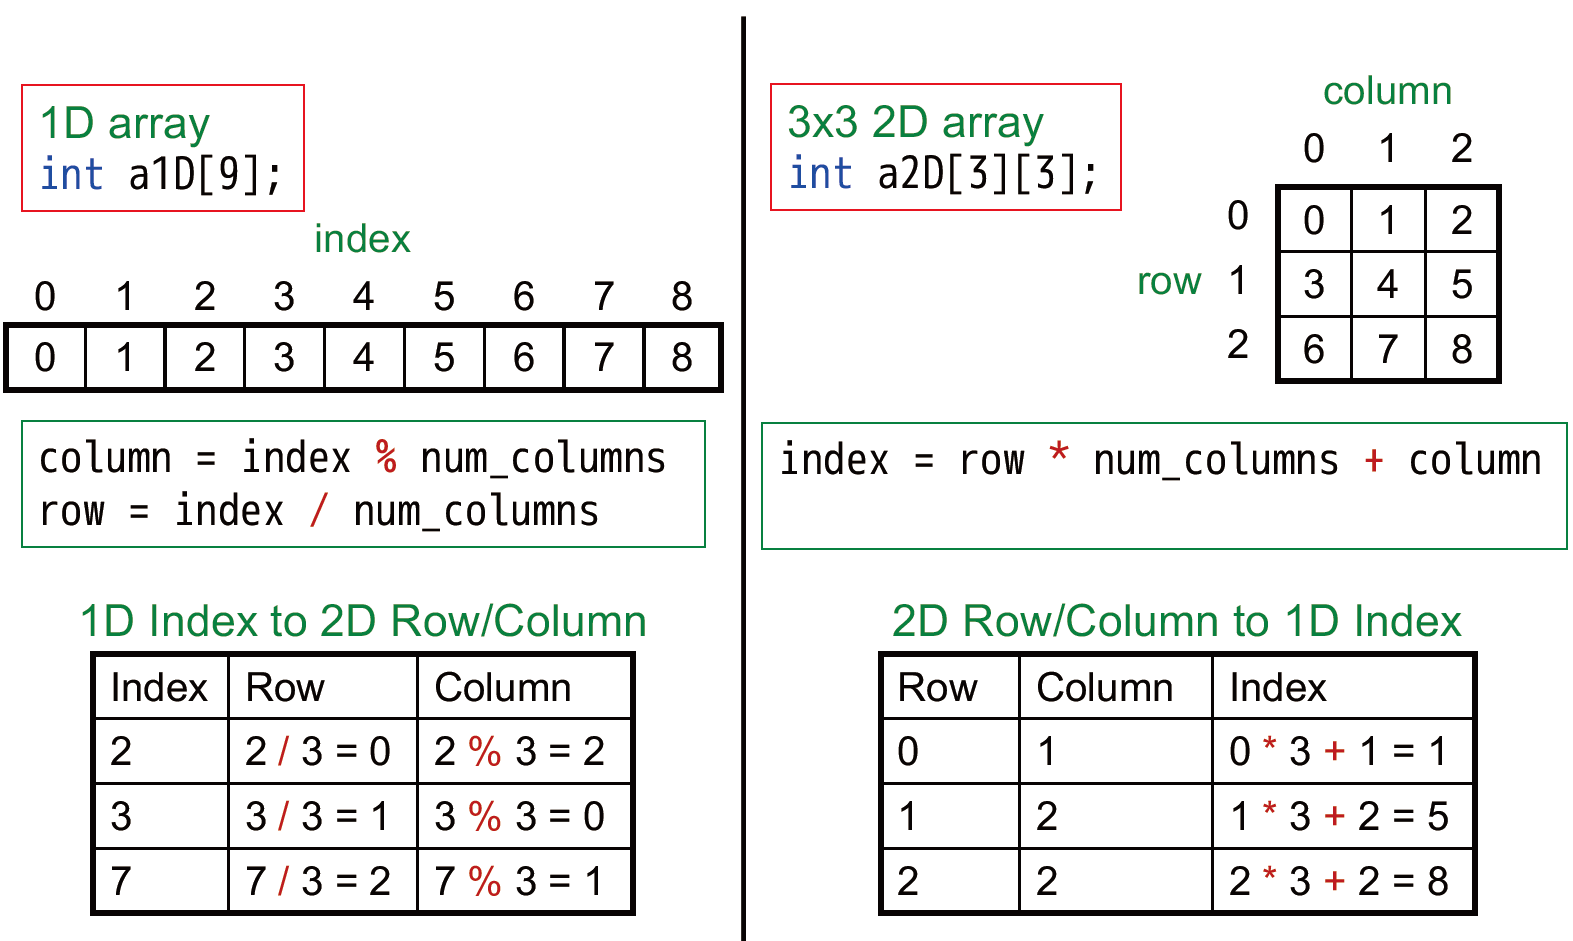 1D array
int a1D[9];
index
0 1 2 3 4 5 6 7 8
0 1 2 3 4 5 6 7 8
column = index % num_columns
row = index / num_columns
1D Index to 2D Row/Column
Index Row Column
2 2 / 3 = 0 2 % 3 = 2
3 3 / 3 = 1 3 % 3 = 0
7 7 / 3 = 2 7 % 3 = 1
3x3 2D array
int a2D[3][3];
column
0 1 2
0 0 1 2
row 1 3 4 5
2 6 7 8
index = row * num_columns + column
2D Row/Column to 1D Index
Row Column Index
0 1 0 * 3 + 1 = 1
1 2 1 * 3 + 2 = 5
2 2 2 * 3 + 2 = 8